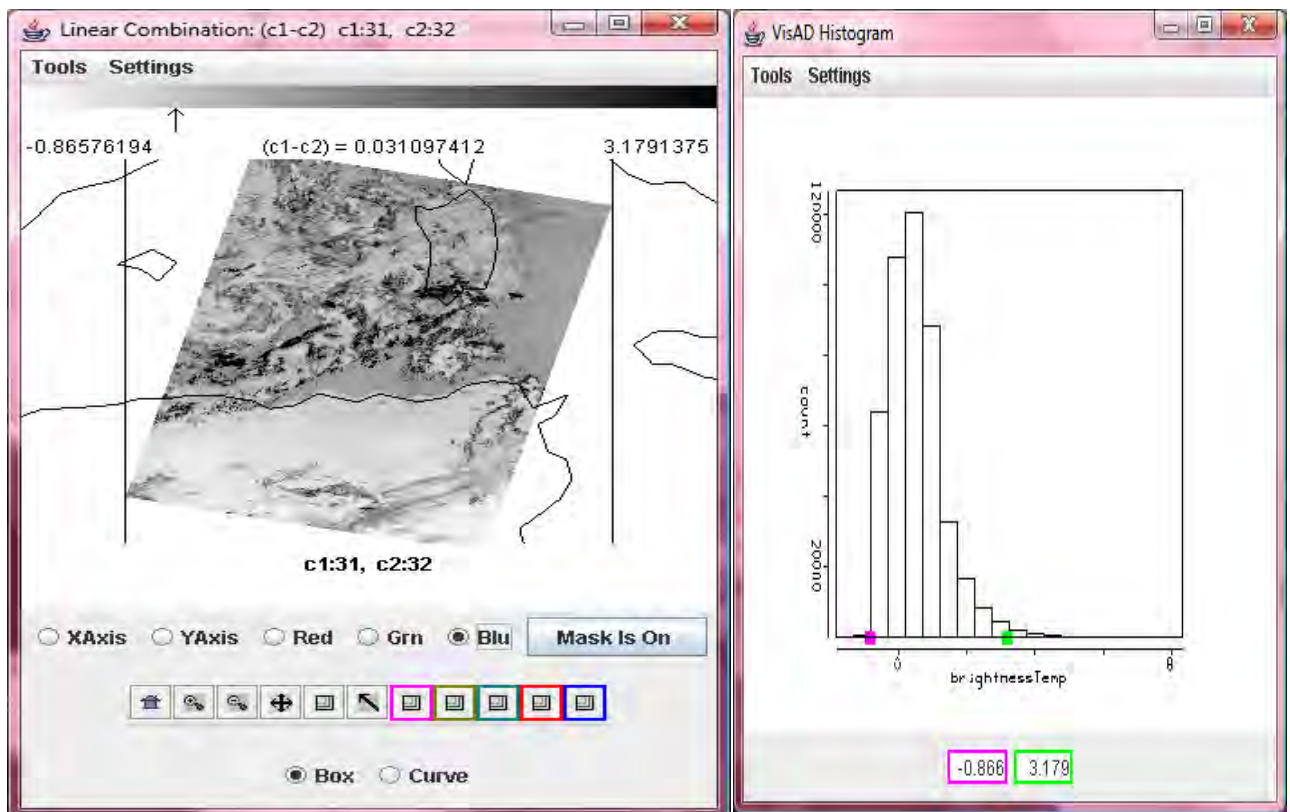 Linear Combination: (c1-c2) c1:31, c2:32
Tools Settings
-0.86576194 (c1-c2) = 0.031097412 3.1791375
c1:31, c2:32
XAxis YAxis Red Grn Blu Mask Is On
Box Curve
VisAD Histogram
Tools Settings
120000
count
20000
0 8
brightnessTemp
-0.866 3.179